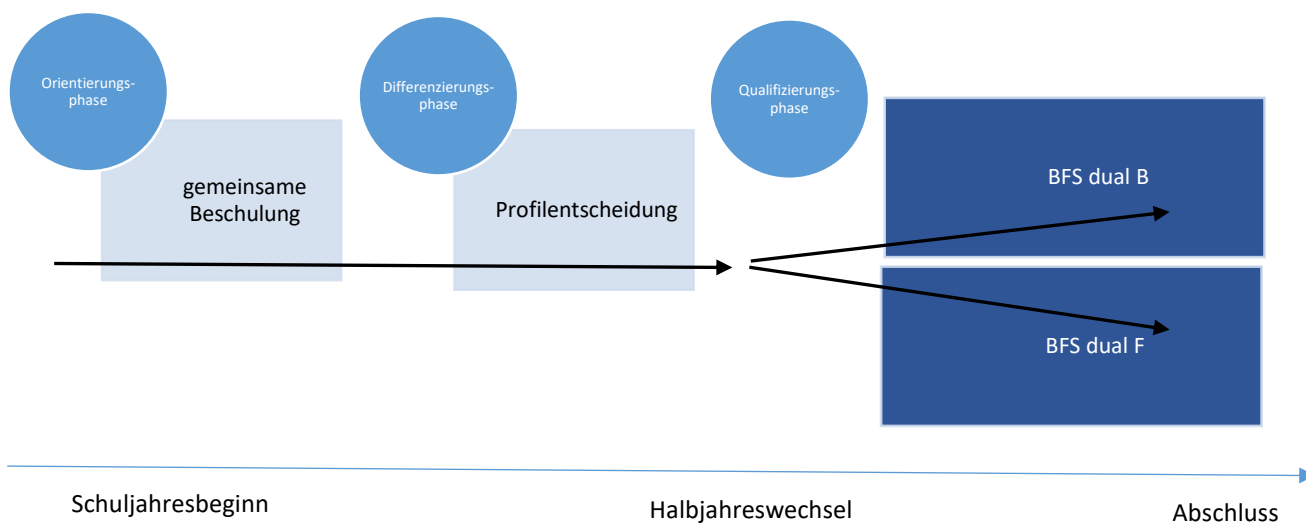 Orientierungs-
phase
gemeinsame
Beschulung
Differenzierungs-
phase
Profilentscheidung
Qualifizierungs-
phase
BFS dual B
BFS dual F
Schuljahresbeginn
Halbjahreswechsel
Abschluss